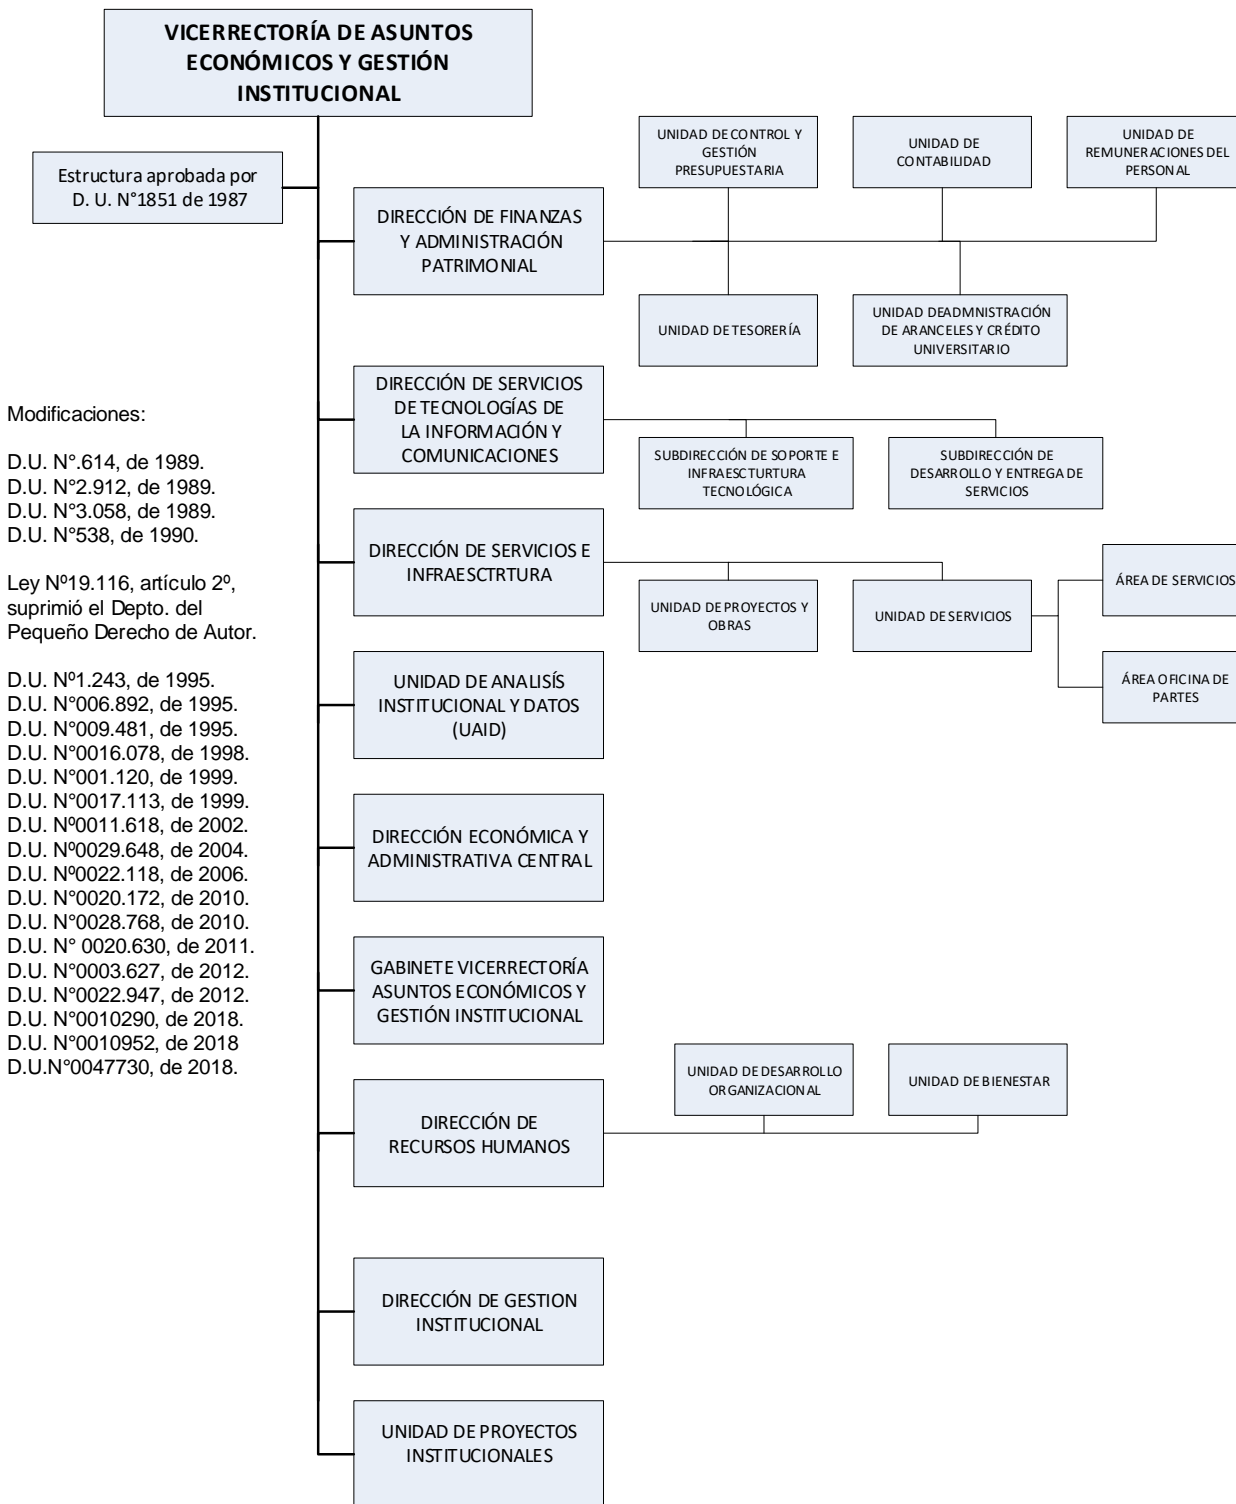 VICERRECTORÍA DE ASUNTOS
ECONÓMICOS Y GESTIÓN
INSTITUCIONAL
Estructura aprobada por
D. U. N°1851 de 1987
DIRECCIÓN DE FINANZAS
Y ADMINISTRACIÓN
PATRIMONIAL
UNIDAD DE CONTROL Y
GESTIÓN
PRESUPUESTARIA
UNIDAD DE
CONTABILIDAD
UNIDAD DE
REMUNERACIONES DEL
PERSONAL
UNIDAD DE TESORERÍA
UNIDAD DEADMNISTRACIÓN
DE ARANCELES Y CRÉDITO
UNIVERSITARIO
DIRECCIÓN DE SERVICIOS
DE TECNOLOGÍAS DE
LA INFORMACIÓN Y
COMUNICACIONES
SUBDIRECCIÓN DE SOPORTE E
INFRAESCTURTURA
TECNOLÓGICA
SUBDIRECCIÓN DE
DESARROLLO Y ENTREGA DE
SERVICIOS
DIRECCIÓN DE SERVICIOS E
INFRAESCTRTURA
UNIDAD DE PROYECTOS Y
OBRAS
UNIDAD DE SERVICIOS
ÁREA DE SERVICIOS
ÁREA OFICINA DE
PARTES
UNIDAD DE ANALISÍS
INSTITUCIONAL Y DATOS
(UAID)
DIRECCIÓN ECONÓMICA Y
ADMINISTRATIVA CENTRAL
GABINETE VICERRECTORÍA
ASUNTOS ECONÓMICOS Y
GESTIÓN INSTITUCIONAL
DIRECCIÓN DE
RECURSOS HUMANOS
UNIDAD DE DESARROLLO
ORGANIZACIONAL
UNIDAD DE BIENESTAR
DIRECCIÓN DE GESTION
INSTITUCIONAL
UNIDAD DE PROYECTOS
INSTITUCIONALES
Modificaciones:
D.U. N°.614, de 1989.
D.U. N°2.912, de 1989.
D.U. N°3.058, de 1989.
D.U. N°538, de 1990.
Ley Nº19.116, artículo 2º,
suprimió el Depto. del
Pequeño Derecho de Autor.
D.U. Nº1.243, de 1995.
D.U. N°006.892, de 1995.
D.U. N°009.481, de 1995.
D.U. N°0016.078, de 1998.
D.U. N°001.120, de 1999.
D.U. N°0017.113, de 1999.
D.U. Nº0011.618, de 2002.
D.U. Nº0029.648, de 2004.
D.U. Nº0022.118, de 2006.
D.U. N°0020.172, de 2010.
D.U. N°0028.768, de 2010.
D.U. N° 0020.630, de 2011.
D.U. N°0003.627, de 2012.
D.U. N°0022.947, de 2012.
D.U. N°0010290, de 2018.
D.U. N°0010952, de 2018
D.U.N°0047730, de 2018.